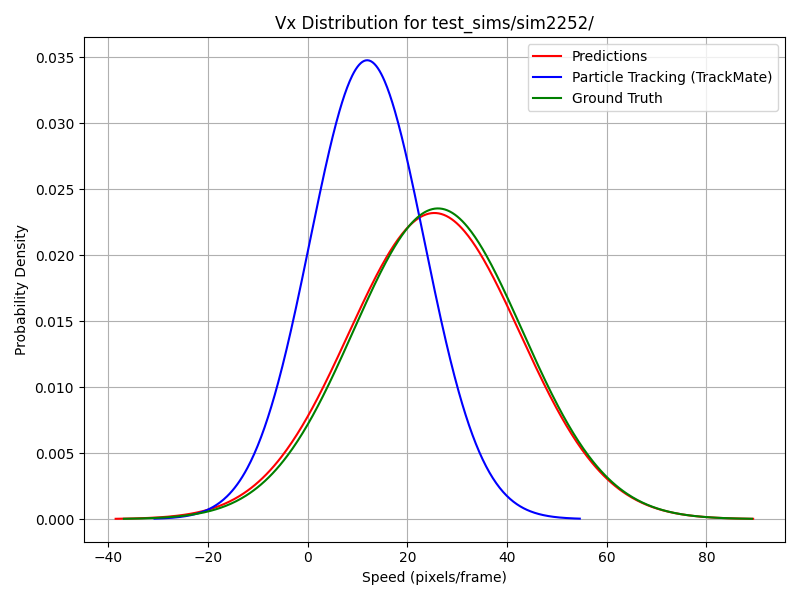 Vx Distribution for test_sims/sim2252/
Predictions
Particle Tracking (TrackMate)
Ground Truth
Probability Density
0.035
0.030
0.025
0.020
0.015
0.010
0.005
0.000
−40 −20 0 20 40 60 80
Speed (pixels/frame)